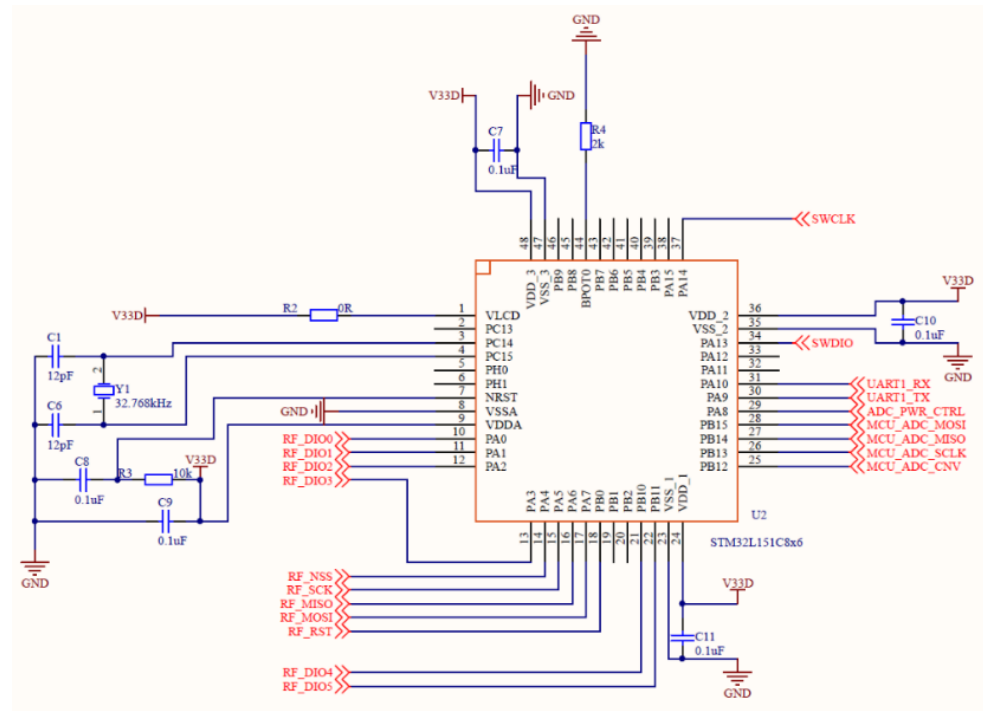 GND
V33D
GND
C7
0.1uF
R4
2k
SWCLK
48
47
46
45
44
43
42
41
40
39
38
37
VDD_3
VSS_3
PB9
PB8
BPOT0
PB7
PB6
PB5
PB4
PB3
PA15
PA14
V33D
R2
0R
1
VLCD
2
PC13
3
PC14
4
PC15
5
PH0
6
PH1
7
NRST
8
VSSA
9
VDDA
10
PA0
11
PA1
12
PA2
C1
12pF
2
Y1
32.768kHz
1
C6
12pF
GND
C8
0.1uF
R3
10k
V33D
C9
0.1uF
GND
RF_DIO0
RF_DIO1
RF_DIO2
RF_DIO3
VDD_2
36
VSS_2
35
PA13
34
PA12
33
PA11
32
PA10
31
PA9
30
PA8
29
PB15
28
PB14
27
PB13
26
PB12
25
V33D
C10
0.1uF
GND
SWDIO
UART1_RX
UART1_TX
ADC_PWR_CTRL
MCU_ADC_MOSI
MCU_ADC_MISO
MCU_ADC_SCLK
MCU_ADC_CNV
PA3
PA4
PA5
PA6
PA7
PB0
PB1
PB2
PB10
PB11
VSS_1
VDD_1
13
14
15
16
17
18
19
20
21
22
23
24
U2
STM32L151C8x6
RF_NSS
RF_SCK
RF_MISO
RF_MOSI
RF_RST
RF_DIO4
RF_DIO5
V33D
C11
0.1uF
GND